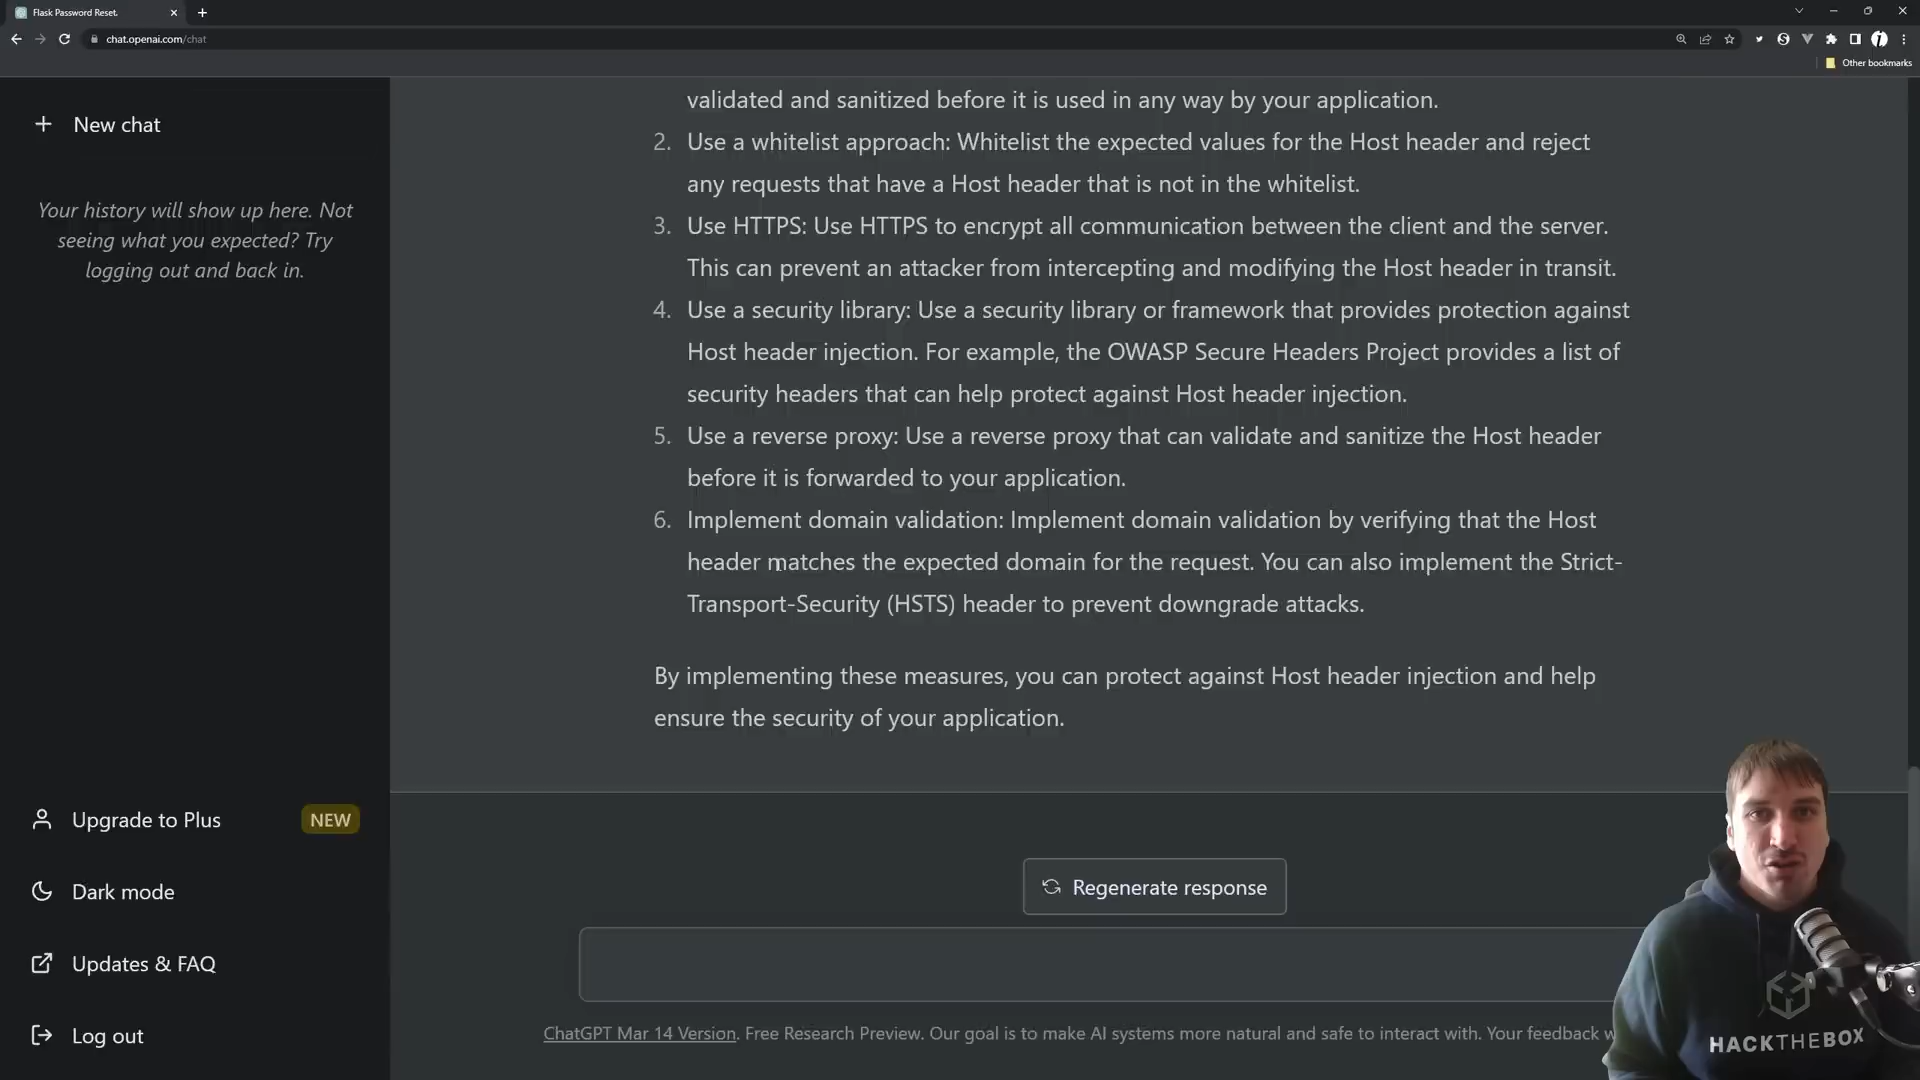 Flask Password Reset.
chat.openai.com/chat
Other bookmarks
New chat
Your history will show up here. Not
seeing what you expected? Try
logging out and back in.
Upgrade to Plus
NEW
Dark mode
Updates & FAQ
Log out
validated and sanitized before it is used in any way by your application.
2. Use a whitelist approach: Whitelist the expected values for the Host header and reject
any requests that have a Host header that is not in the whitelist.
3. Use HTTPS: Use HTTPS to encrypt all communication between the client and the server.
This can prevent an attacker from intercepting and modifying the Host header in transit.
4. Use a security library: Use a security library or framework that provides protection against
Host header injection. For example, the OWASP Secure Headers Project provides a list of
security headers that can help protect against Host header injection.
5. Use a reverse proxy: Use a reverse proxy that can validate and sanitize the Host header
before it is forwarded to your application.
6. Implement domain validation: Implement domain validation by verifying that the Host
header matches the expected domain for the request. You can also implement the Strict-
Transport-Security (HSTS) header to prevent downgrade attacks.
By implementing these measures, you can protect against Host header injection and help
ensure the security of your application.
Regenerate response
ChatGPT Mar 14 Version. Free Research Preview. Our goal is to make AI systems more natural and safe to interact with. Your feedback
HACKTHEBOX